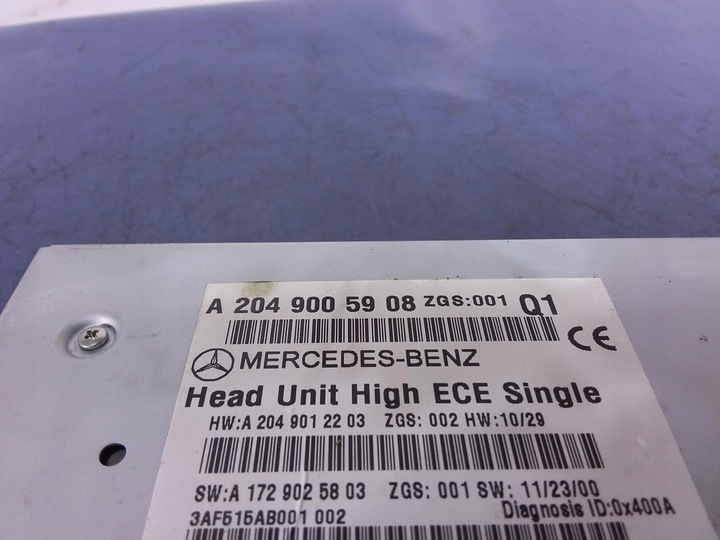 A 204 900 59 08 ZGS:001 Q1
CE
MERCEDES-BENZ
Head Unit High ECE Single
HW:A 204 901 22 03 ZGS: 002 HW:10/29
SW:A 172 902 58 03 ZGS: 001 SW: 11/23/00
3AF515AB001 002 Diagnosis ID:0x400A